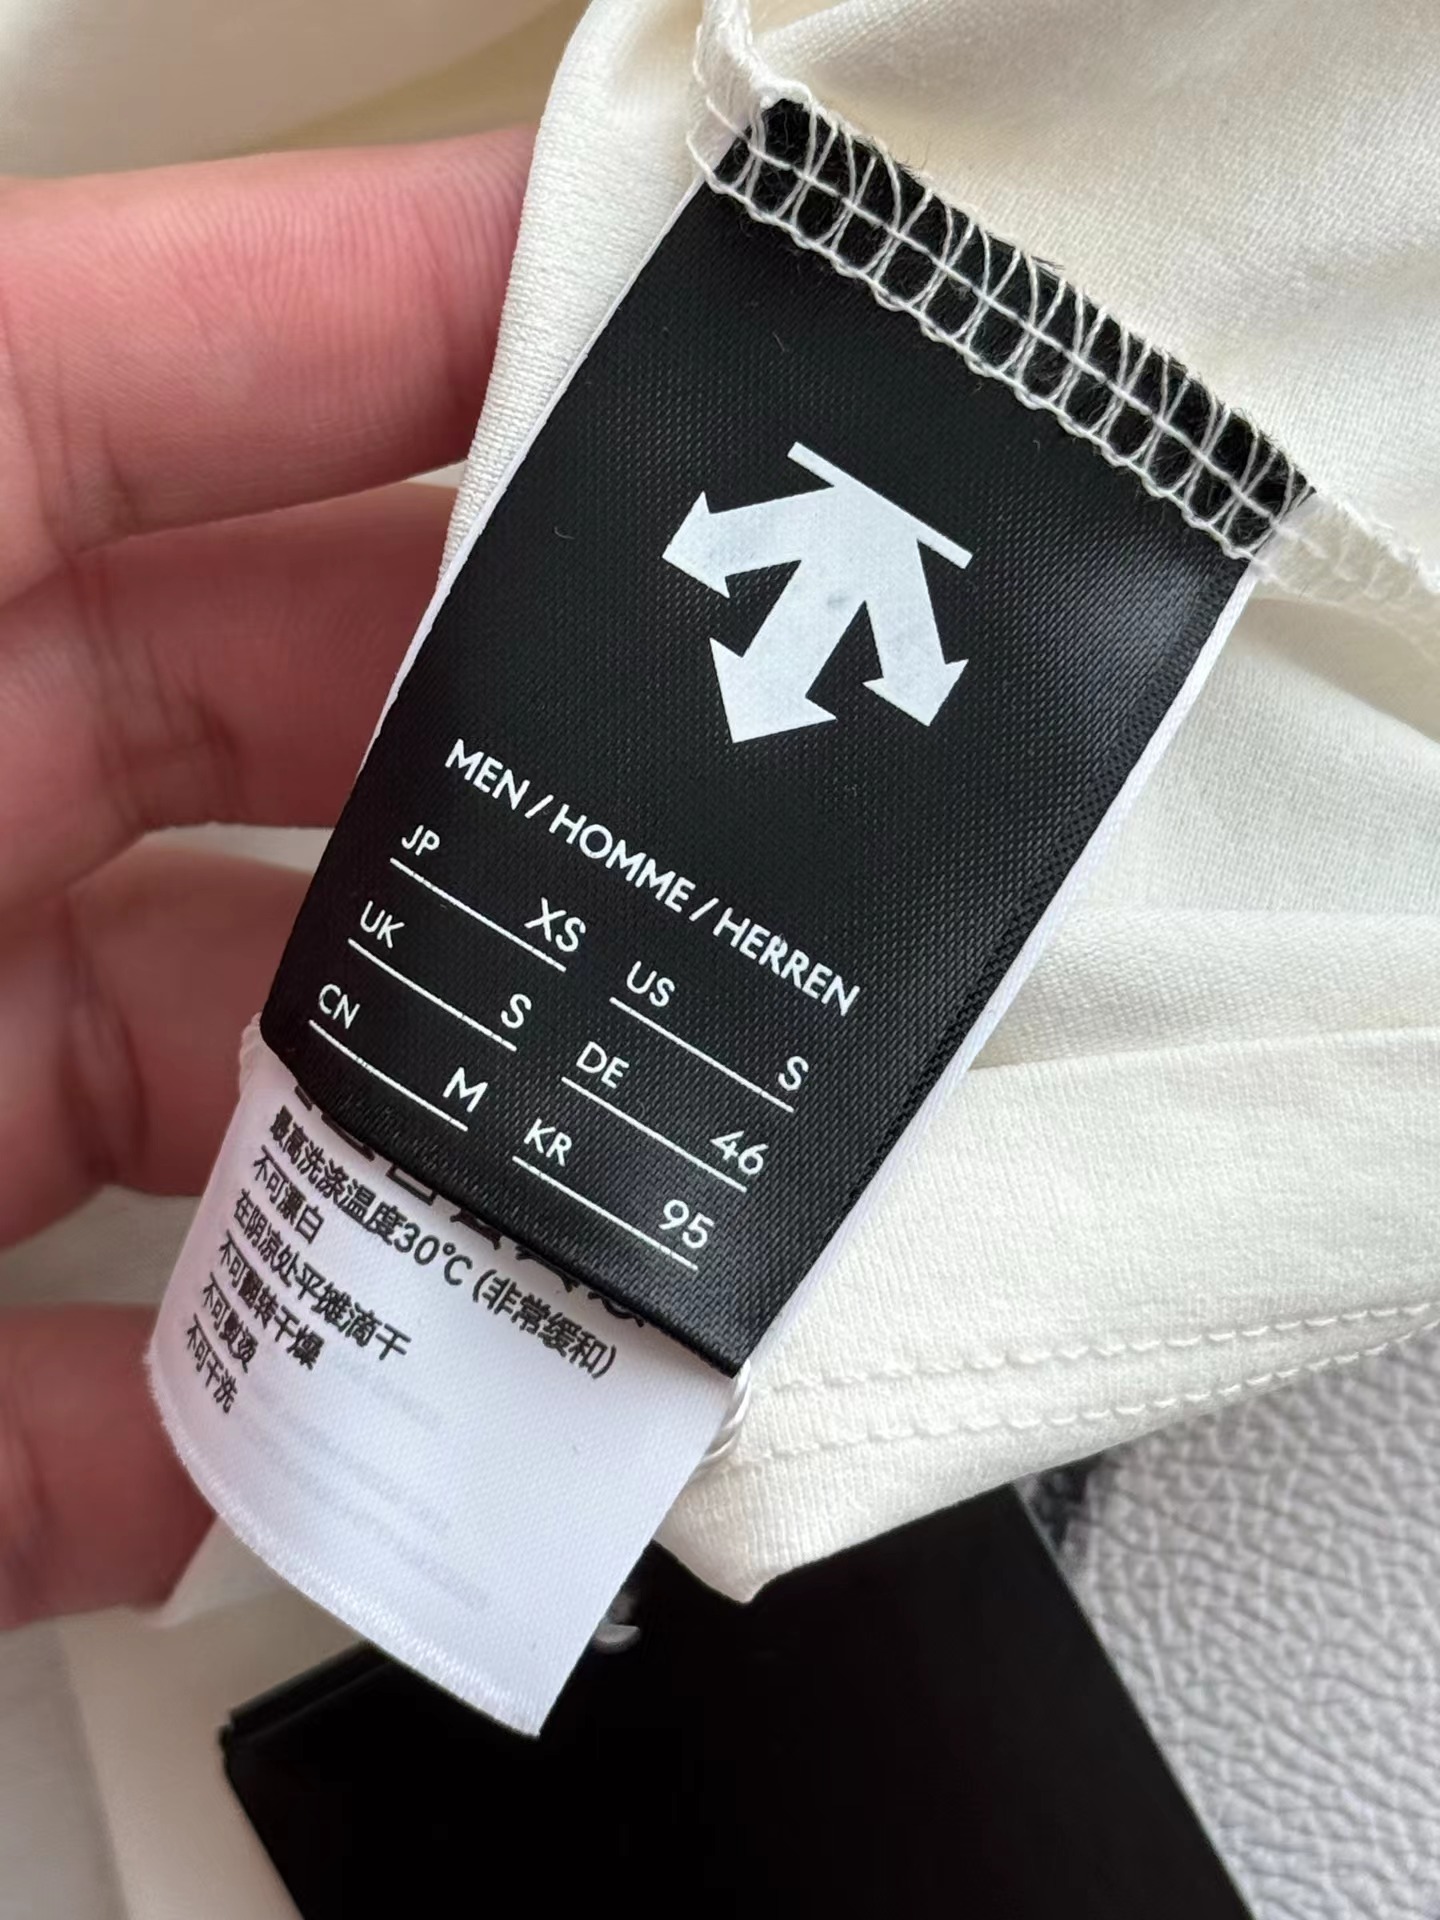 MEN / HOMME / HERREN
JP XS
US S
UK S
DE 46
CN M
KR 95
最高洗涤温度30°C (非常缓和)
不可漂白
在阴凉处平摊滴干
不可翻转干燥
不可熨烫
不可干洗